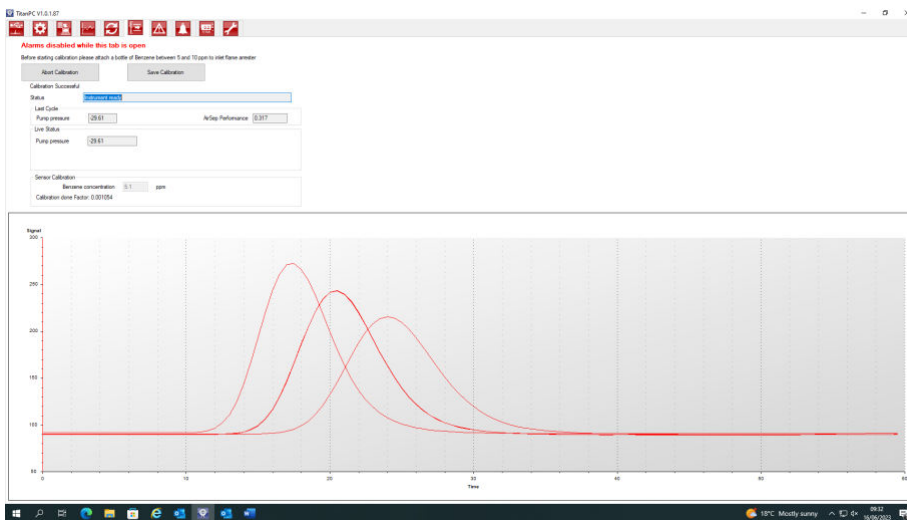 TitanPC V1.0.1.87
Alarms disabled while this tab is open
Before starting calibration please attach a bottle of Benzene between 5 and 10 ppm to inlet flame arrester
Abort Calibration Save Calibration
Calibration Successful
Status Instrument ready
Last Cycle
Pump pressure -29.61 AirSep Performance 0.317
Live Status
Pump pressure -29.61
Sensor Calibration
Benzene concentration ppm
Calibration done Factor: 0.001054
Signal
300
250
200
150
100
50
0 10 20 30 40 50 60
Time
18°C Mostly sunny 09:32
16/06/2023